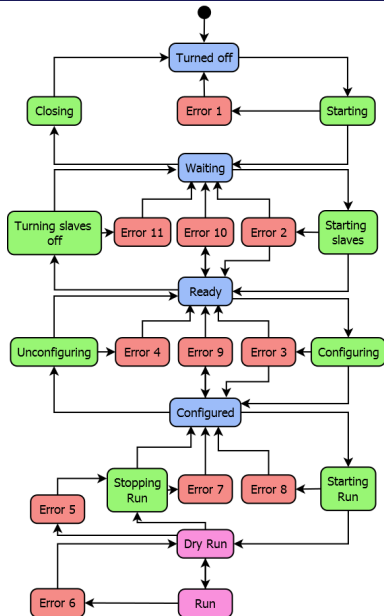 Turned off
Closing
Error 1
Starting
Waiting
Turning slaves
off
Error 11
Error 10
Error 2
Starting
slaves
Ready
Unconfiguring
Error 4
Error 9
Error 3
Configuring
Configured
Stopping
Run
Error 7
Error 8
Starting
Run
Error 5
Dry Run
Error 6
Run